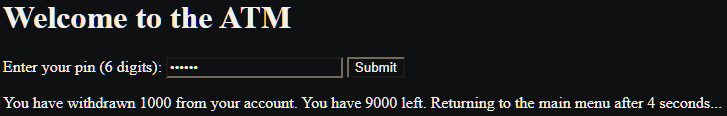 Welcome to the ATM
Enter your pin (6 digits): •••••• Submit
You have withdrawn 1000 from your account. You have 9000 left. Returning to the main menu after 4 seconds...